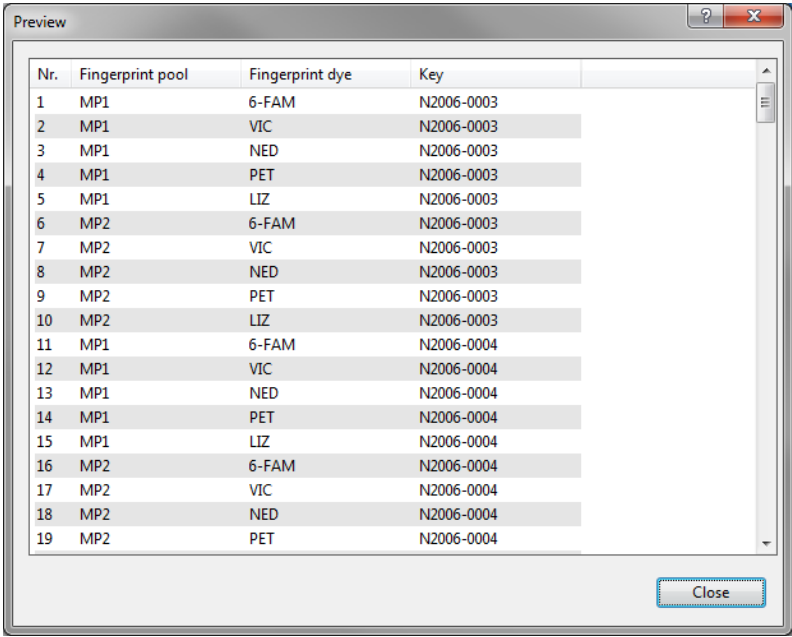 Preview
Nr. Fingerprint pool Fingerprint dye Key
1 MP1 6-FAM N2006-0003
2 MP1 VIC N2006-0003
3 MP1 NED N2006-0003
4 MP1 PET N2006-0003
5 MP1 LIZ N2006-0003
6 MP2 6-FAM N2006-0003
7 MP2 VIC N2006-0003
8 MP2 NED N2006-0003
9 MP2 PET N2006-0003
10 MP2 LIZ N2006-0003
11 MP1 6-FAM N2006-0004
12 MP1 VIC N2006-0004
13 MP1 NED N2006-0004
14 MP1 PET N2006-0004
15 MP1 LIZ N2006-0004
16 MP2 6-FAM N2006-0004
17 MP2 VIC N2006-0004
18 MP2 NED N2006-0004
19 MP2 PET N2006-0004
Close